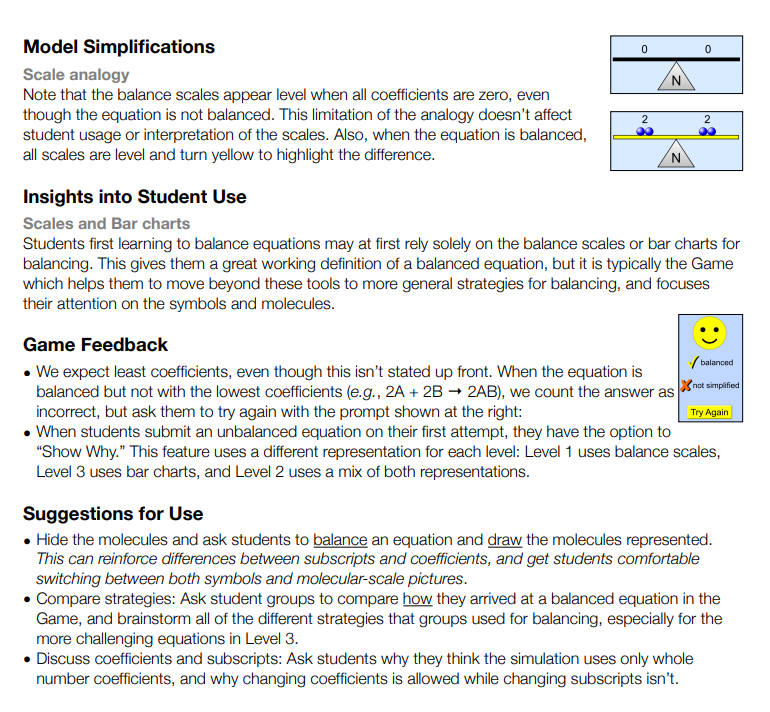 Model Simplifications
Scale analogy
Note that the balance scales appear level when all coefficients are zero, even
though the equation is not balanced. This limitation of the analogy doesn't affect
student usage or interpretation of the scales. Also, when the equation is balanced,
all scales are level and turn yellow to highlight the difference.
0 0
N
2 2
N
Insights into Student Use
Scales and Bar charts
Students first learning to balance equations may at first rely solely on the balance scales or bar charts for
balancing. This gives them a great working definition of a balanced equation, but it is typically the Game
which helps them to move beyond these tools to more general strategies for balancing, and focuses
their attention on the symbols and molecules.
Game Feedback
• We expect least coefficients, even though this isn't stated up front. When the equation is
balanced but not with the lowest coefficients (e.g., 2A + 2B → 2AB), we count the answer as
incorrect, but ask them to try again with the prompt shown at the right:
balanced
not simplified
Try Again
• When students submit an unbalanced equation on their first attempt, they have the option to
"Show Why." This feature uses a different representation for each level: Level 1 uses balance scales,
Level 3 uses bar charts, and Level 2 uses a mix of both representations.
Suggestions for Use
• Hide the molecules and ask students to balance an equation and draw the molecules represented.
This can reinforce differences between subscripts and coefficients, and get students comfortable
switching between both symbols and molecular-scale pictures.
• Compare strategies: Ask student groups to compare how they arrived at a balanced equation in the
Game, and brainstorm all of the different strategies that groups used for balancing, especially for the
more challenging equations in Level 3.
• Discuss coefficients and subscripts: Ask students why they think the simulation uses only whole
number coefficients, and why changing coefficients is allowed while changing subscripts isn't.